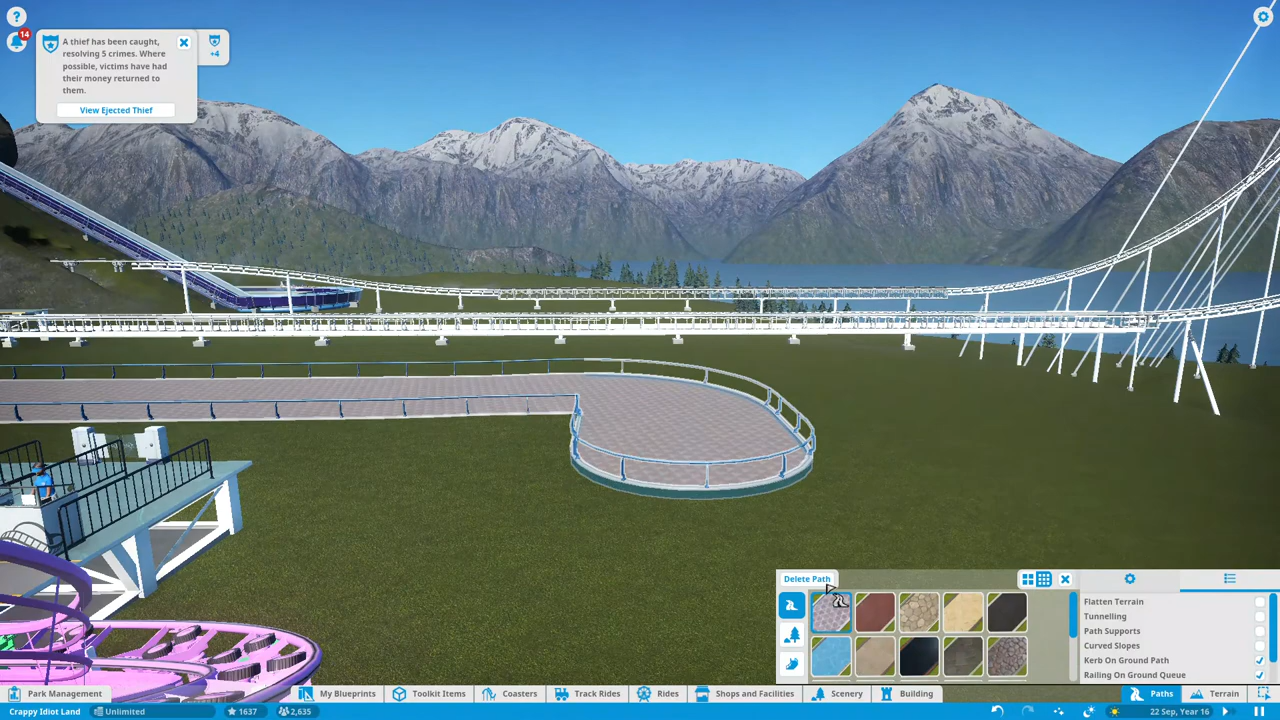 ?
14
A thief has been caught,
resolving 5 crimes. Where
possible, victims have had
their money returned to
them.
View Ejected Thief
+4
Delete Path
Flatten Terrain
Tunnelling
Path Supports
Curved Slopes
Kerb On Ground Path
Railing On Ground Queue
Park Management
My Blueprints
Toolkit Items
Coasters
Track Rides
Rides
Shops and Facilities
Scenery
Building
Paths
Terrain
Crappy Idiot Land
Unlimited
1637
2,635
22 Sep, Year 16